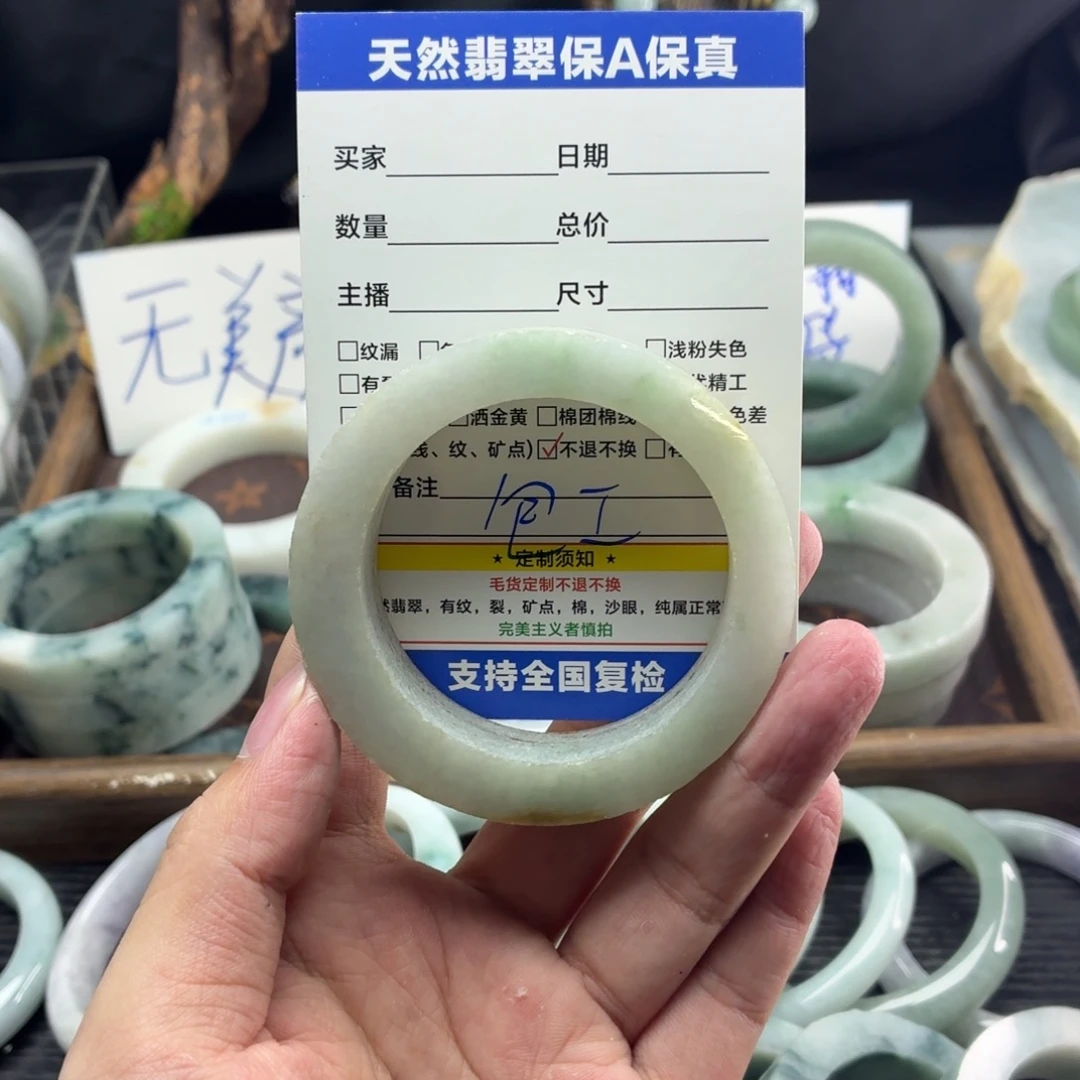 天然翡翠保A保真
买家 日期
数量 总价
主播 尺寸
无美
□纹漏 □ □浅粉失色
□有 精工
□洒金黄 □棉团棉线 色差
线、纹、矿点) ☑不退不换 □有
备注 包工
★ 定制须知 ★
毛货定制不退不换
然翡翠，有纹，裂，矿点，棉，沙眼，纯属正常
完美主义者慎拍
支持全国复检